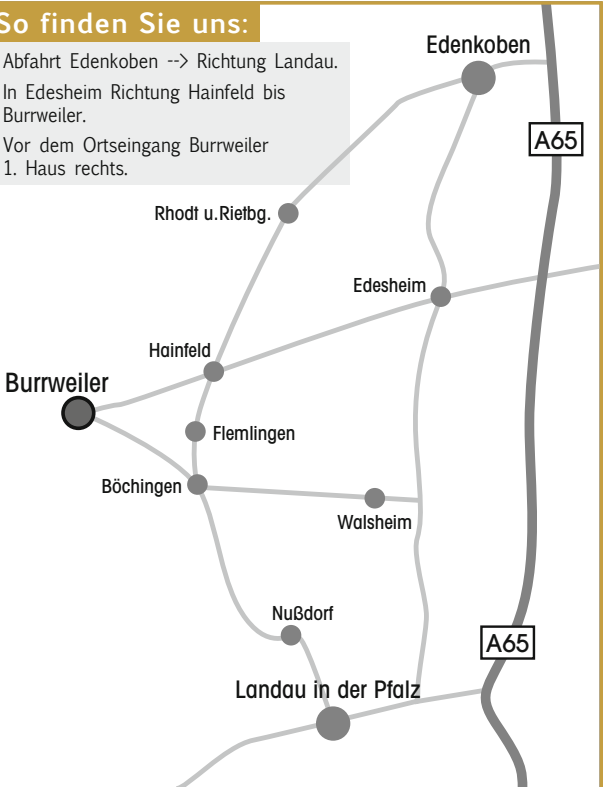 So finden Sie uns:
Abfahrt Edenkoben --> Richtung Landau.
In Edesheim Richtung Hainfeld bis
Burrweiler.
Vor dem Ortseingang Burrweiler
1. Haus rechts.
Edenkoben
A65
Rhodt u.Rietbg.
Edesheim
Hainfeld
Burrweiler
Flemlingen
Böchingen
Walsheim
Nußdorf
A65
Landau in der Pfalz